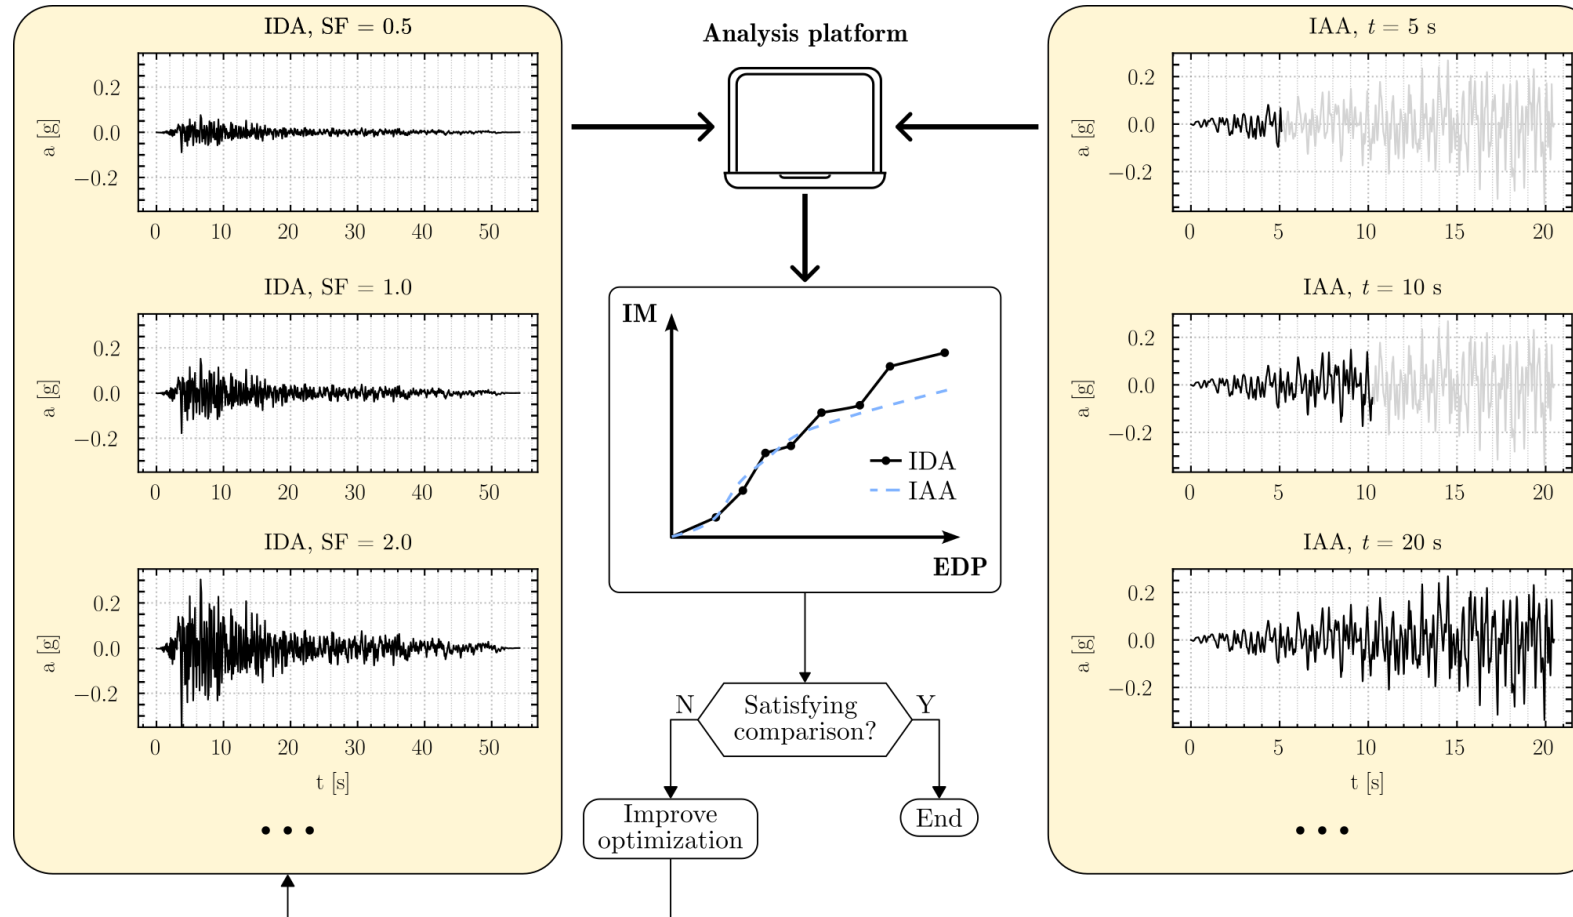 IDA, SF = 0.5
a [g]
0.2
0.0
−0.2
0 10 20 30 40 50
IDA, SF = 1.0
a [g]
0.2
0.0
−0.2
0 10 20 30 40 50
IDA, SF = 2.0
a [g]
0.2
0.0
−0.2
0 10 20 30 40 50
t [s]
Analysis platform
IM
IDA
IAA
EDP
N
Satisfying
comparison?
Y
Improve
optimization
End
IAA, t = 5 s
a [g]
0.2
0.0
−0.2
0 5 10 15 20
IAA, t = 10 s
a [g]
0.2
0.0
−0.2
0 5 10 15 20
IAA, t = 20 s
a [g]
0.2
0.0
−0.2
0 5 10 15 20